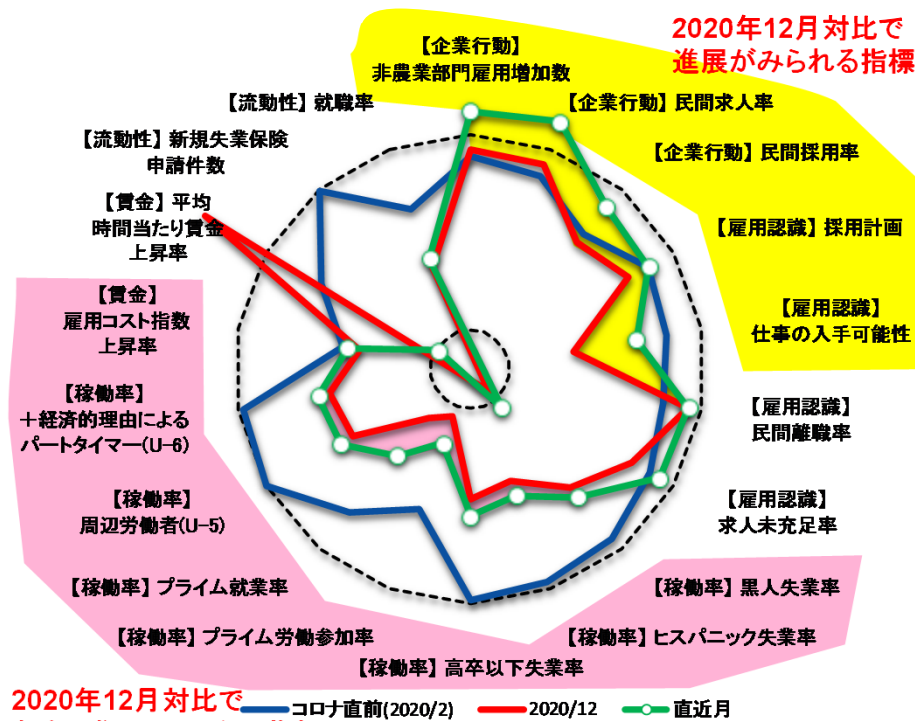 2020年12月対比で
進展がみられる指標
【企業行動】
非農業部門雇用増加数
【企業行動】民間求人率
【企業行動】民間採用率
【雇用認識】採用計画
【雇用認識】
仕事の入手可能性
【雇用認識】
民間離職率
【雇用認識】
求人未充足率
【稼働率】黒人失業率
【稼働率】ヒスパニック失業率
【稼働率】高卒以下失業率
【稼働率】プライム労働参加率
【稼働率】プライム就業率
【稼働率】
周辺労働者(U-5)
【稼働率】
＋経済的理由による
パートタイマー(U-6)
【賃金】
雇用コスト指数
上昇率
【賃金】平均
時間当たり賃金
上昇率
【流動性】新規失業保険
申請件数
【流動性】就職率
2020年12月対比で
コロナ直前(2020/2)
2020/12
直近月